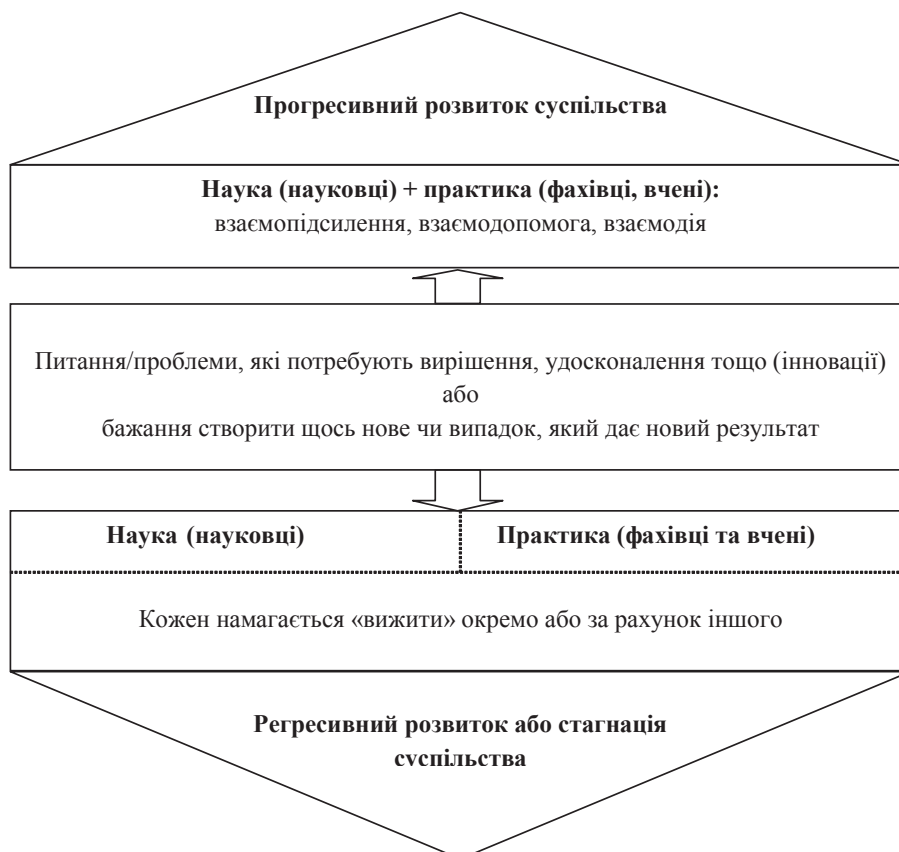 Прогресивний розвиток суспільства
Наука (науковці) + практика (фахівці, вчені):
взаємопідсилення, взаємодопомога, взаємодія
Питання/проблеми, які потребують вирішення, удосконалення тощо (інновації)
або
бажання створити щось нове чи випадок, який дає новий результат
Наука (науковці)
Практика (фахівці та вчені)
Кожен намагається «вижити» окремо або за рахунок іншого
Регресивний розвиток або стагнація
суспільства